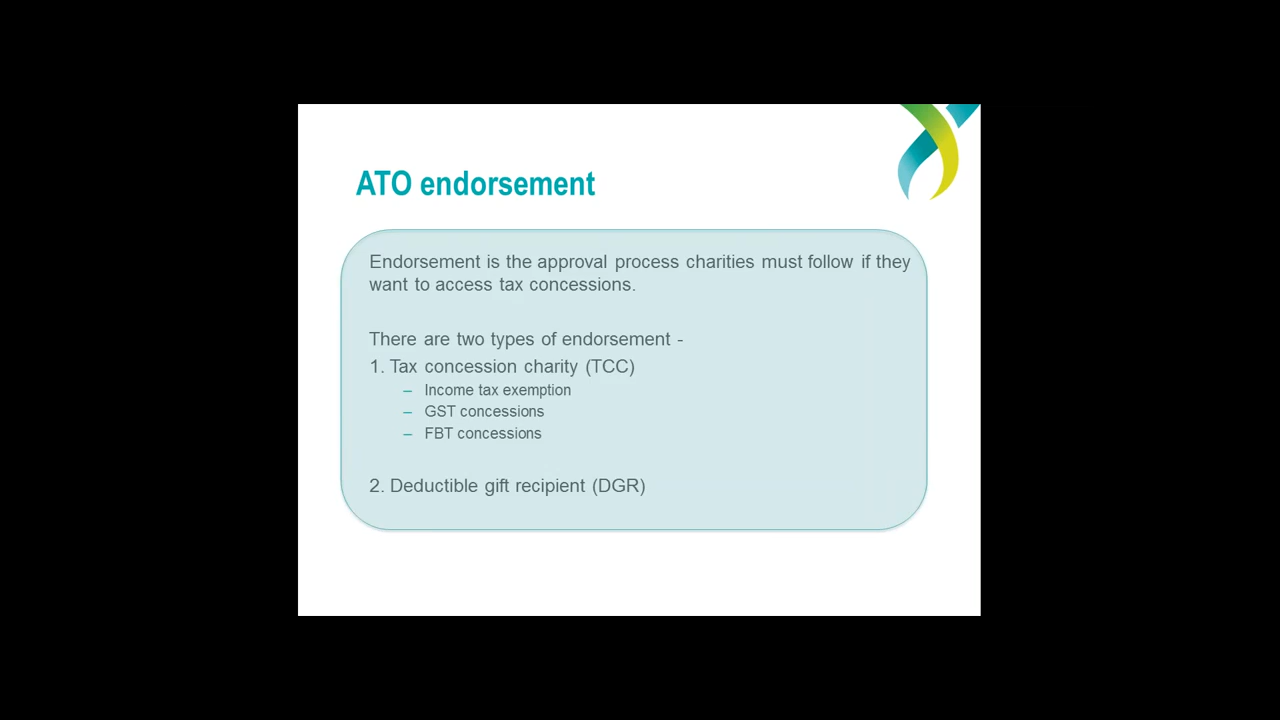 ATO endorsement
Endorsement is the approval process charities must follow if they
want to access tax concessions.
There are two types of endorsement -
1. Tax concession charity (TCC)
– Income tax exemption
– GST concessions
– FBT concessions
2. Deductible gift recipient (DGR)